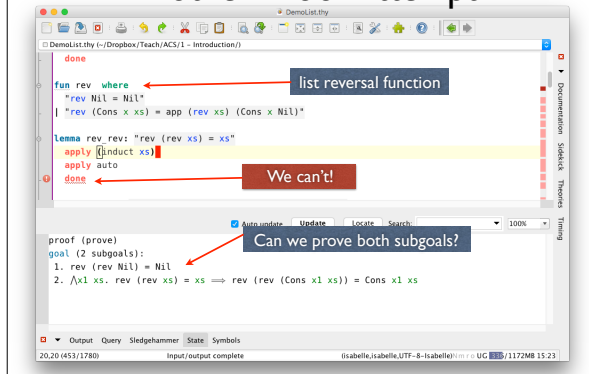 DemoList.thy
DemoList.thy (~/Dropbox/Teach/ACS/1 – Introduction/)
done
fun rev where
list reversal function
"rev Nil = Nil"
| "rev (Cons x xs) = app (rev xs) (Cons x Nil)"
lemma rev_rev: "rev (rev xs) = xs"
apply (induct xs)
apply auto
done
We can't!
Documentation
Sidekick
Theories
Timing
Auto update Update Locate Search: 100%
Can we prove both subgoals?
proof (prove)
goal (2 subgoals):
1. rev (rev Nil) = Nil
2. ⋀x1 xs. rev (rev xs) = xs ⟹ rev (rev (Cons x1 xs)) = Cons x1 xs
Output Query Sledgehammer State Symbols
20,20 (453/1780) Input/output complete (isabelle,isabelle,UTF-8-Isabelle) N m r o UG /1172MB 15:23